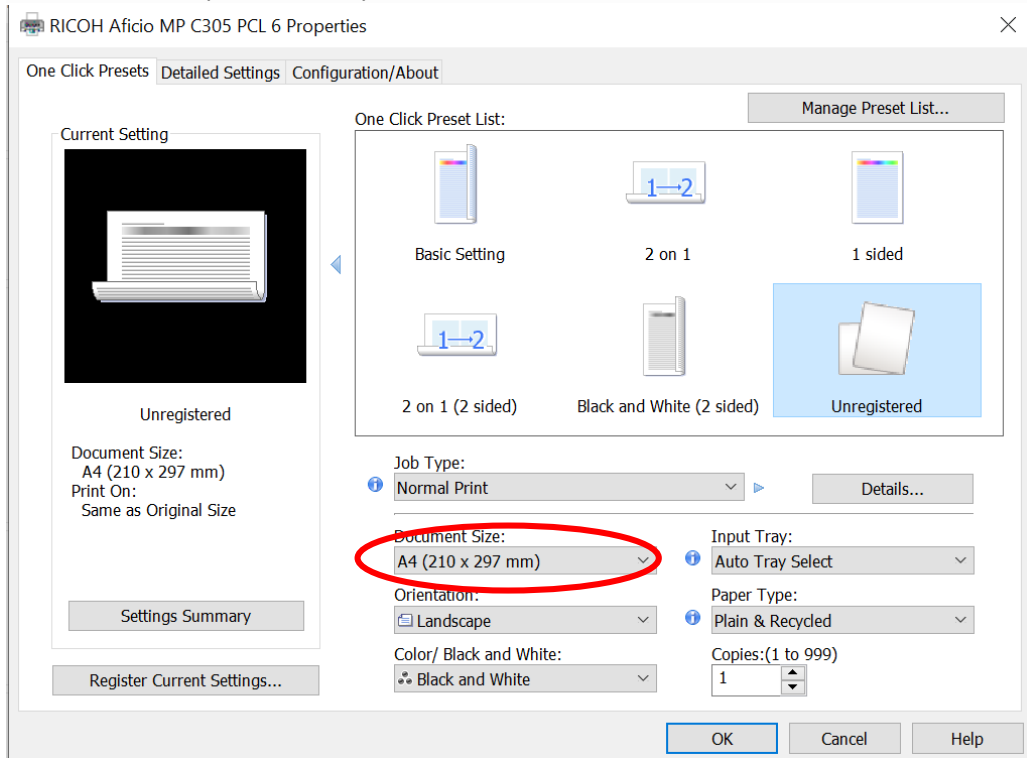 RICOH Aficio MP C305 PCL 6 Properties
One Click Presets Detailed Settings Configuration/About
Manage Preset List...
Current Setting
Unregistered
Document Size:
A4 (210 x 297 mm)
Print On:
Same as Original Size
Settings Summary
Register Current Settings...
One Click Preset List:
Basic Setting
1→2
2 on 1
1 sided
1→2
2 on 1 (2 sided)
Black and White (2 sided)
Unregistered
Job Type:
Normal Print
Details...
Document Size:
A4 (210 x 297 mm)
Input Tray:
Auto Tray Select
Orientation:
Landscape
Paper Type:
Plain & Recycled
Color/ Black and White:
Black and White
Copies:(1 to 999)
1
OK Cancel Help